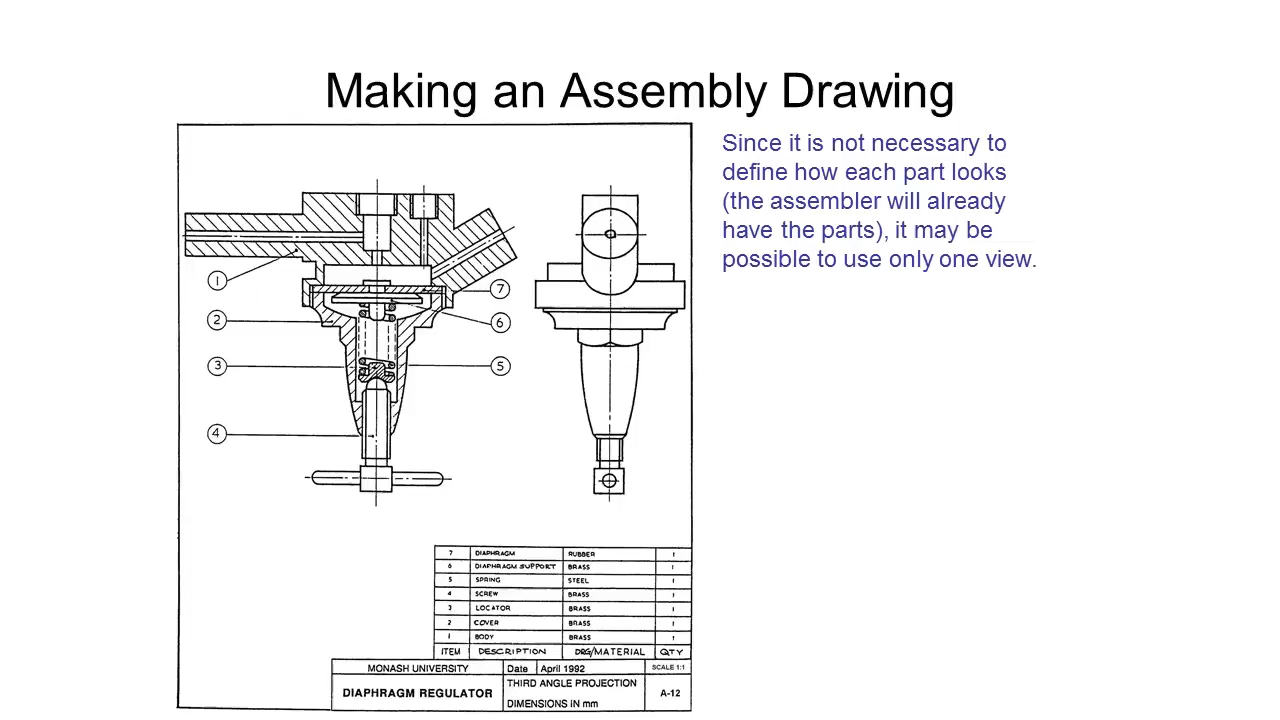 Making an Assembly Drawing
Since it is not necessary to
define how each part looks
(the assembler will already
have the parts), it may be
possible to use only one view.
1
7
2
6
3
5
4
7 DIAPHRAGM RUBBER 1
6 DIAPHRAGM SUPPORT BRASS 1
5 SPRING STEEL 1
4 SCREW BRASS 1
3 LOCATOR BRASS 1
2 COVER BRASS 1
1 BODY BRASS 1
ITEM DESCRIPTION DRG/MATERIAL QTY
MONASH UNIVERSITY Date April 1992 SCALE 1:1
DIAPHRAGM REGULATOR THIRD ANGLE PROJECTION A-12
DIMENSIONS IN mm